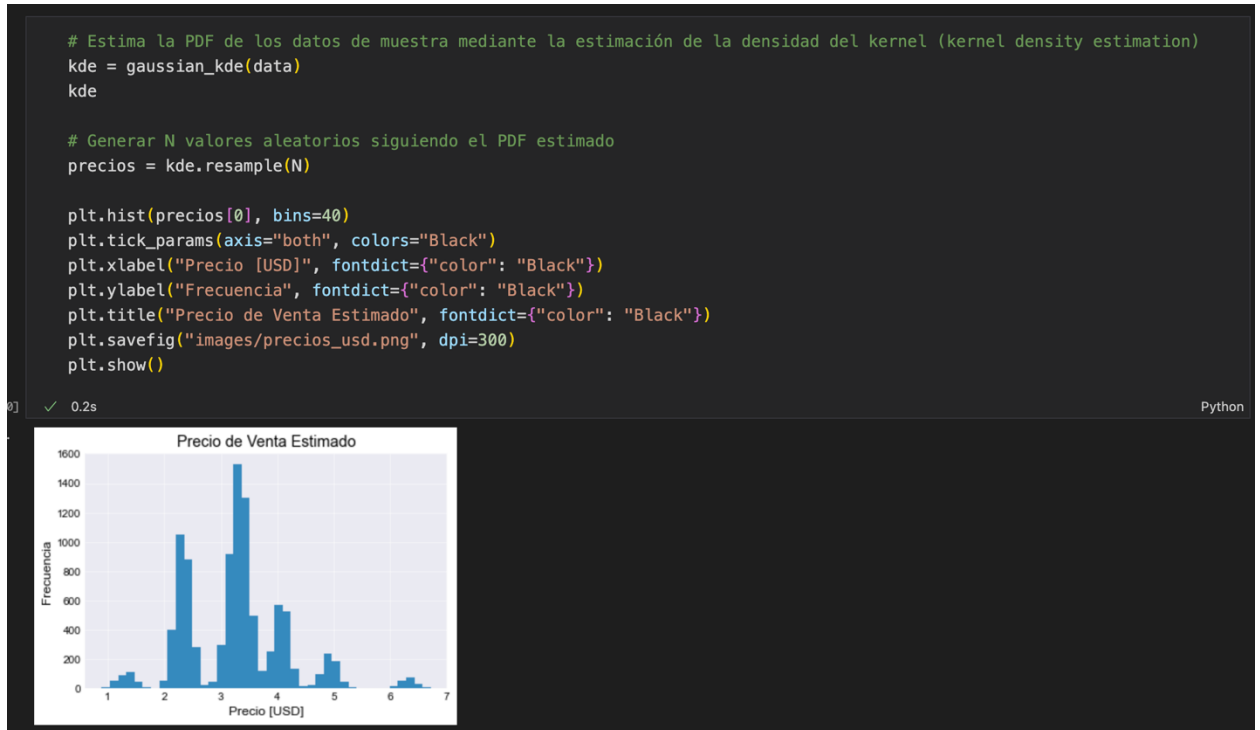 # Estima la PDF de los datos de muestra mediante la estimación de la densidad del kernel (kernel density estimation)
kde = gaussian_kde(data)
kde
# Generar N valores aleatorios siguiendo el PDF estimado
precios = kde.resample(N)
plt.hist(precios[0], bins=40)
plt.tick_params(axis="both", colors="Black")
plt.xlabel("Precio [USD]", fontdict={"color": "Black"})
plt.ylabel("Frecuencia", fontdict={"color": "Black"})
plt.title("Precio de Venta Estimado", fontdict={"color": "Black"})
plt.savefig("images/precios_usd.png", dpi=300)
plt.show()
✓ 0.2s
Python
Precio de Venta Estimado
1600
1400
1200
1000
800
600
400
200
0
Frecuencia
1 2 3 4 5 6 7
Precio [USD]